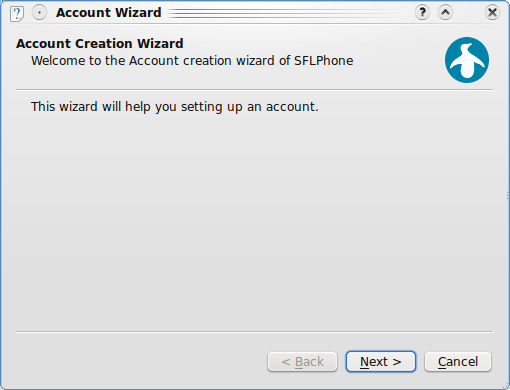 Account Wizard
Account Creation Wizard
Welcome to the Account creation wizard of SFLPhone
This wizard will help you setting up an account.
< Back Next > Cancel